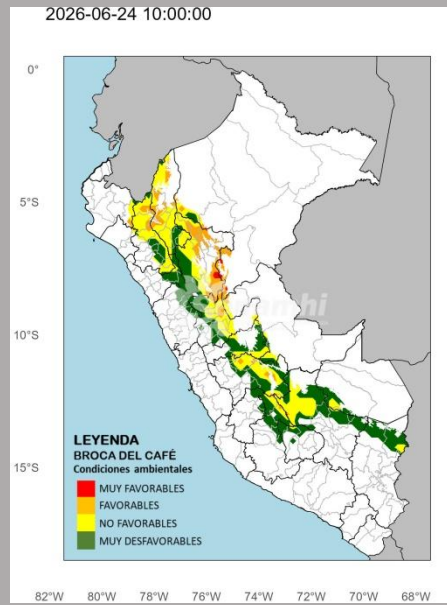 2026-06-24 10:00:00
0°
5°S
10°S
15°S
senamhi
LEYENDA
BROCA DEL CAFÉ
Condiciones ambientales
MUY FAVORABLES
FAVORABLES
NO FAVORABLES
MUY DESFAVORABLES
82°W 80°W 78°W 76°W 74°W 72°W 70°W 68°W